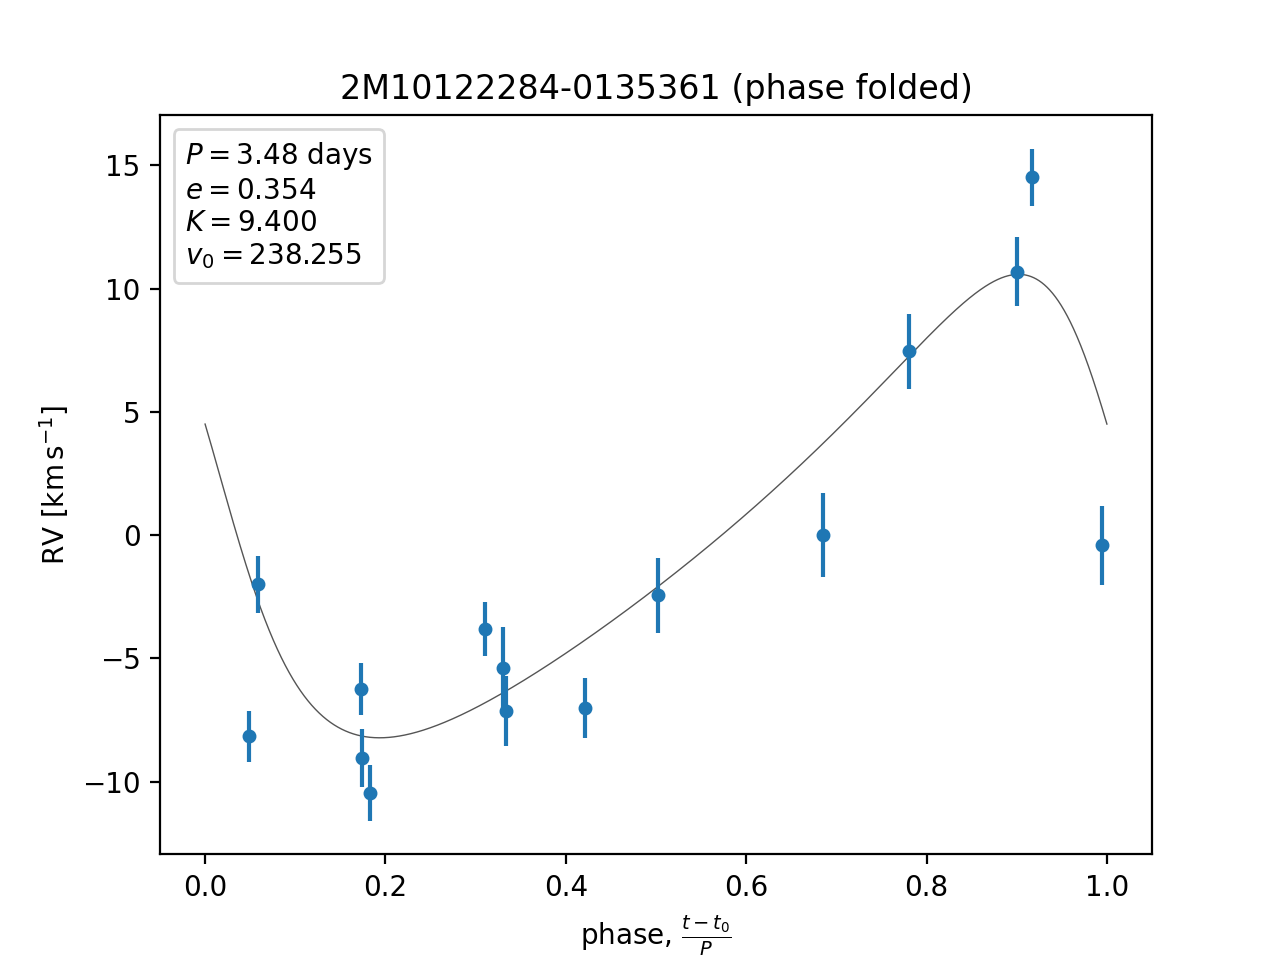 2M10122284-0135361 (phase folded)
P = 3.48 days
e = 0.354
K = 9.400
v₀ = 238.255
15
10
5
0
−5
−10
RV [km s⁻¹]
0.0 0.2 0.4 0.6 0.8 1.0
phase, (t − t₀)/P